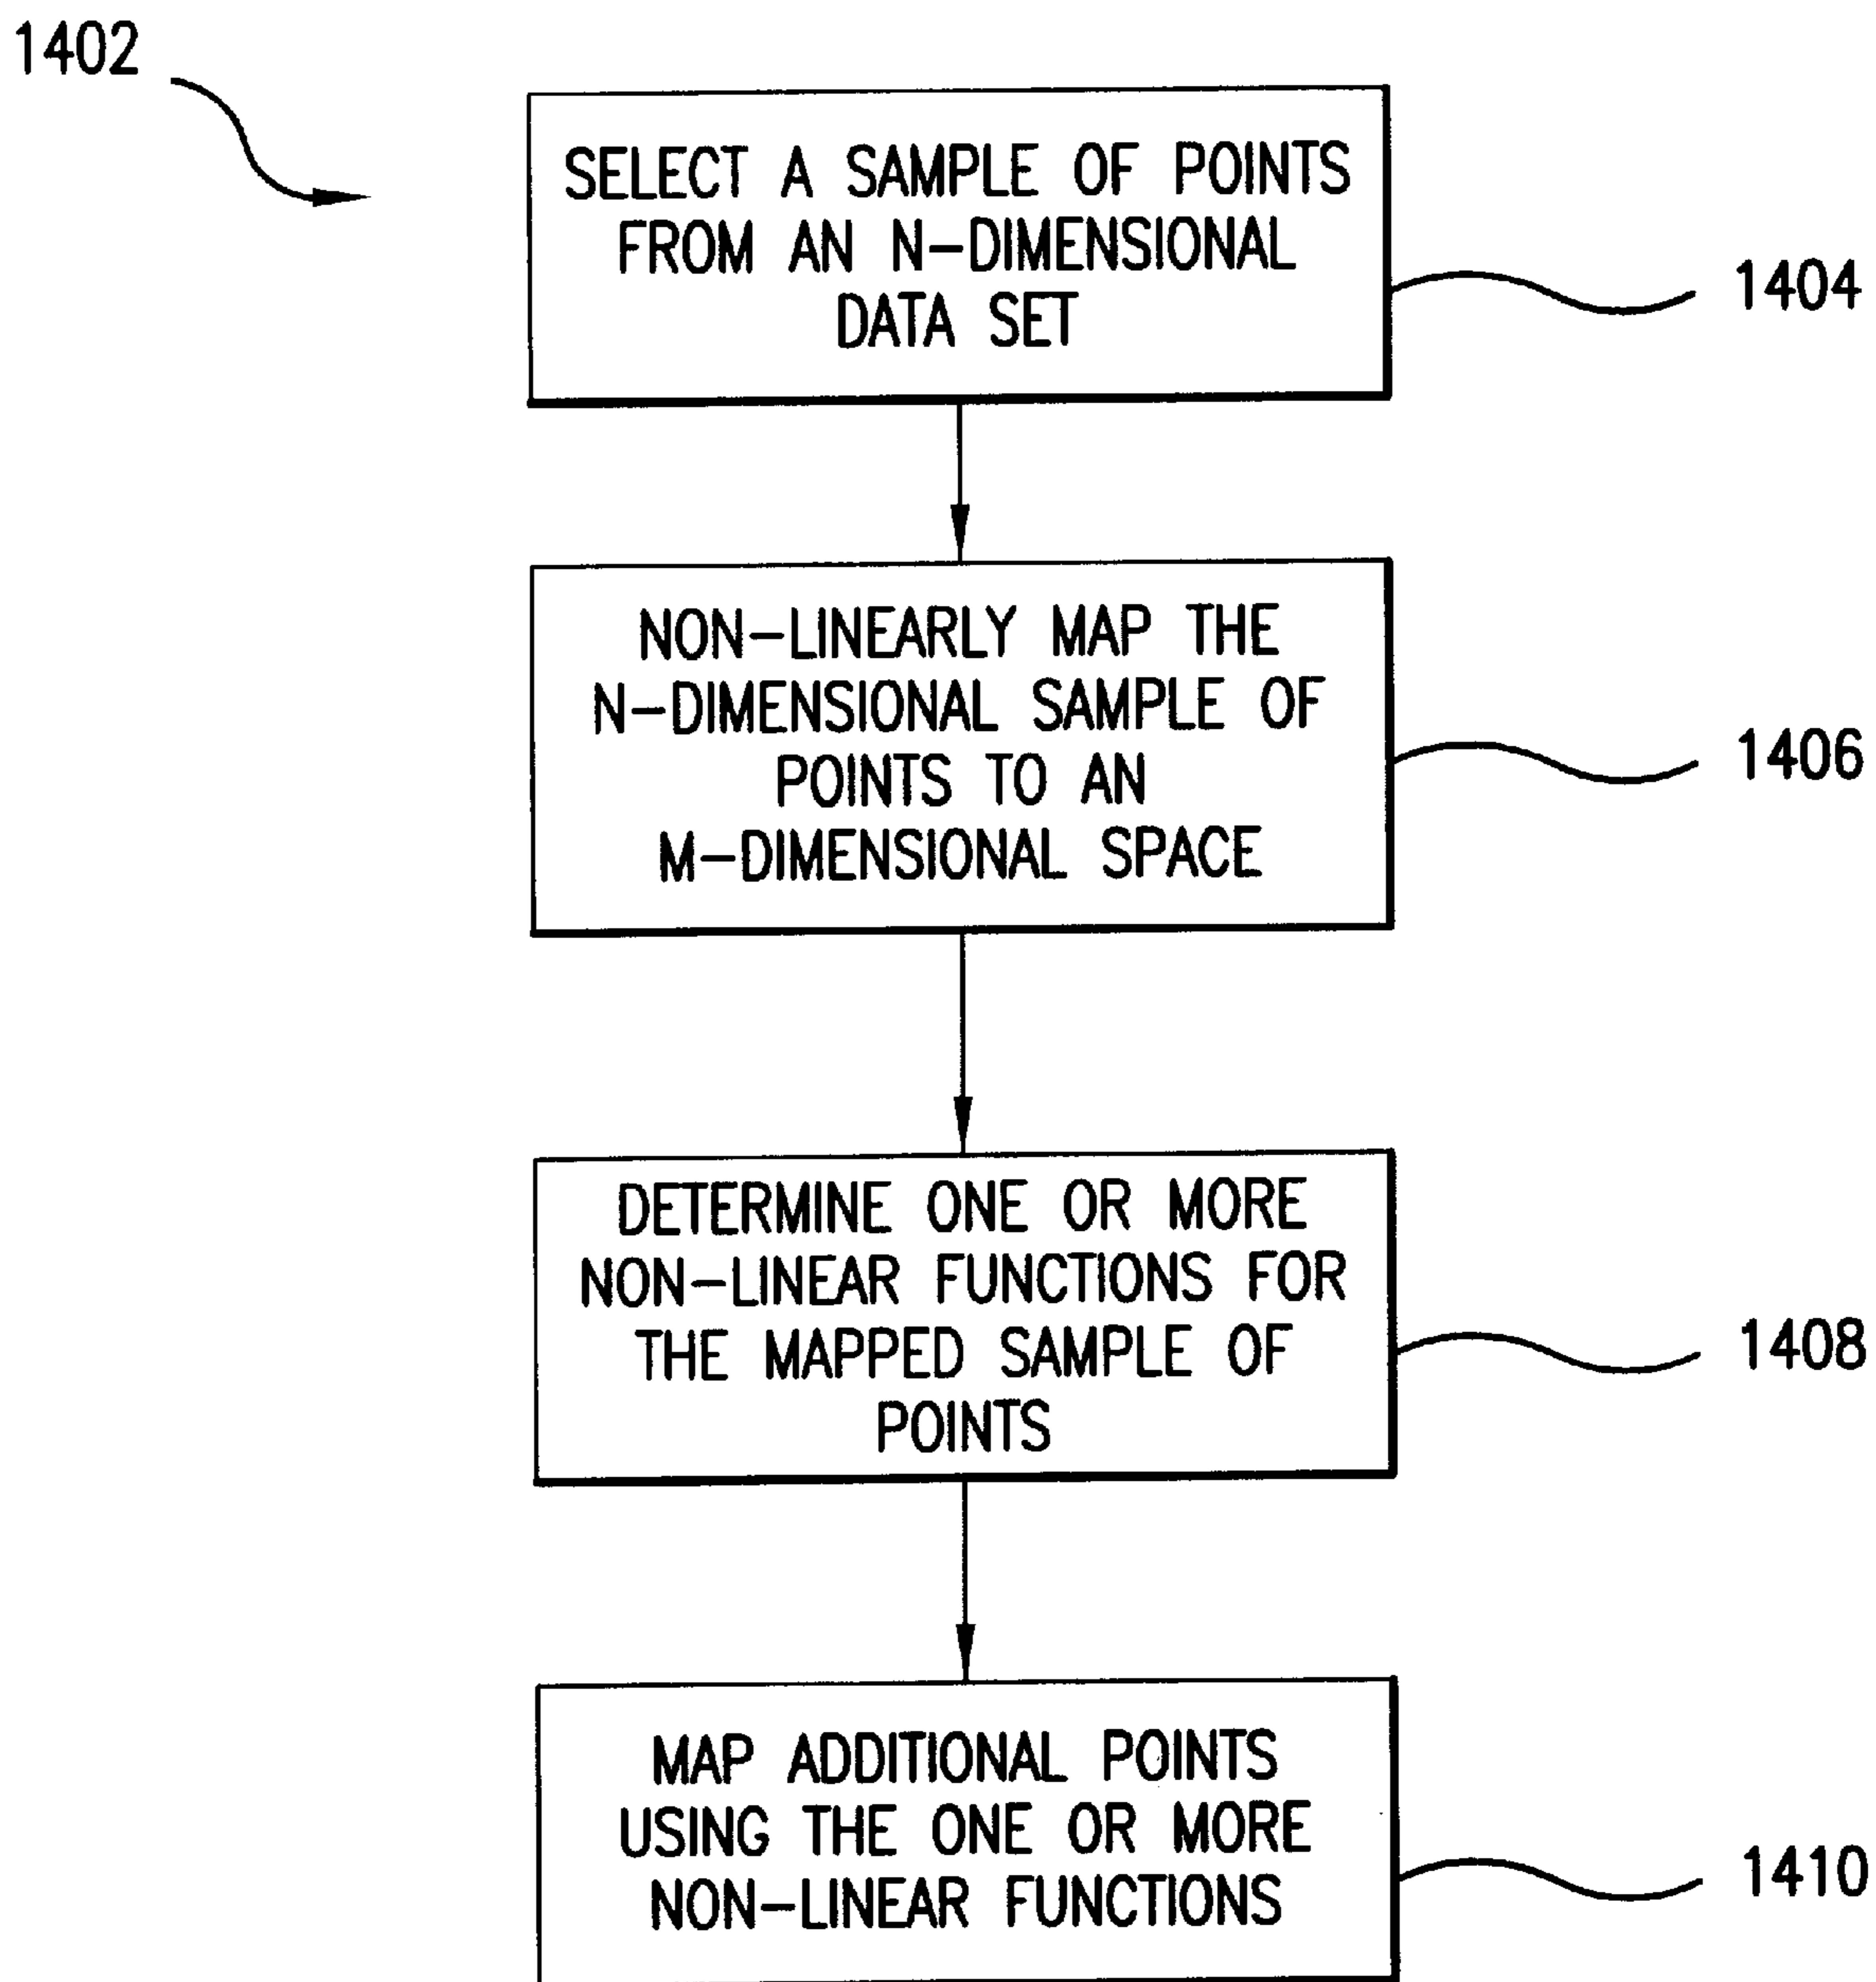 1402
SELECT A SAMPLE OF POINTS
FROM AN N-DIMENSIONAL
DATA SET
1404
NON-LINEARLY MAP THE
N-DIMENSIONAL SAMPLE OF
POINTS TO AN
M-DIMENSIONAL SPACE
1406
DETERMINE ONE OR MORE
NON-LINEAR FUNCTIONS FOR
THE MAPPED SAMPLE OF
POINTS
1408
MAP ADDITIONAL POINTS
USING THE ONE OR MORE
NON-LINEAR FUNCTIONS
1410